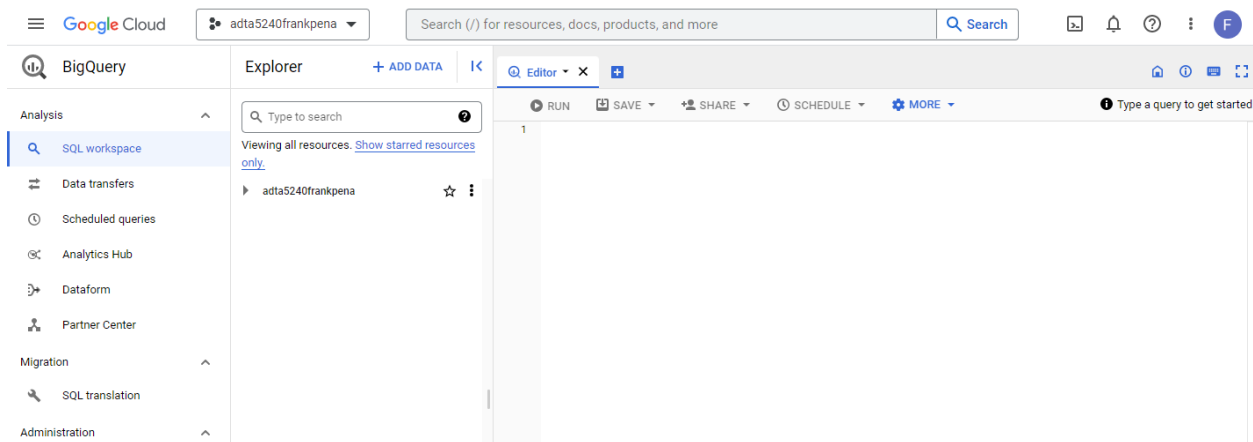 Google Cloud
adta5240frankpena
Search (/) for resources, docs, products, and more
Search
F
BigQuery
Analysis
SQL workspace
Data transfers
Scheduled queries
Analytics Hub
Dataform
Partner Center
Migration
SQL translation
Administration
Explorer
+ ADD DATA
Type to search
Viewing all resources. Show starred resources
only.
adta5240frankpena
Editor
RUN
SAVE
SHARE
SCHEDULE
MORE
Type a query to get started
1